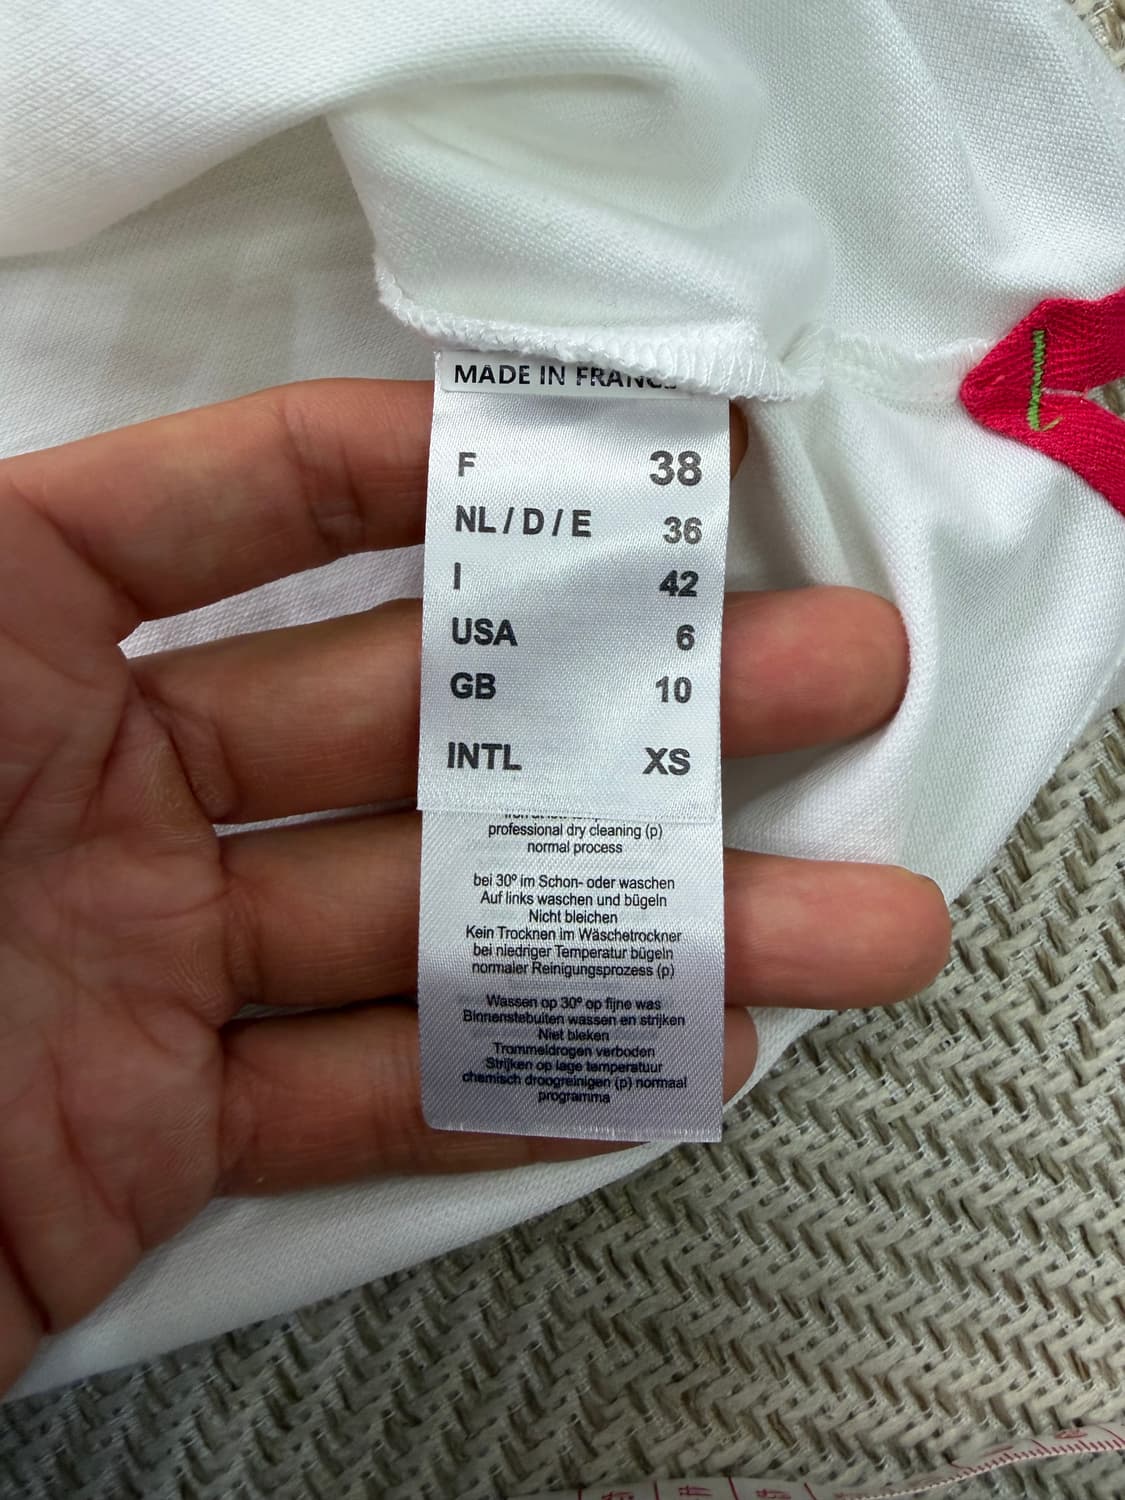 MADE IN FRANCE
F 38
NL / D / E 36
I 42
USA 6
GB 10
INTL XS
professional dry cleaning (p)
normal process
bei 30° im Schon- oder waschen
Auf links waschen und bügeln
Nicht bleichen
Kein Trocknen im Wäschetrockner
bei niedriger Temperatur bügeln
normaler Reinigungsprozess (p)
Wassen op 30° op fijne was
Binnenstebuiten wassen en strijken
Niet bleken
Trommeldrogen verboden
Strijken op lage temperatuur
chemisch droogreinigen (p) normaal
programma